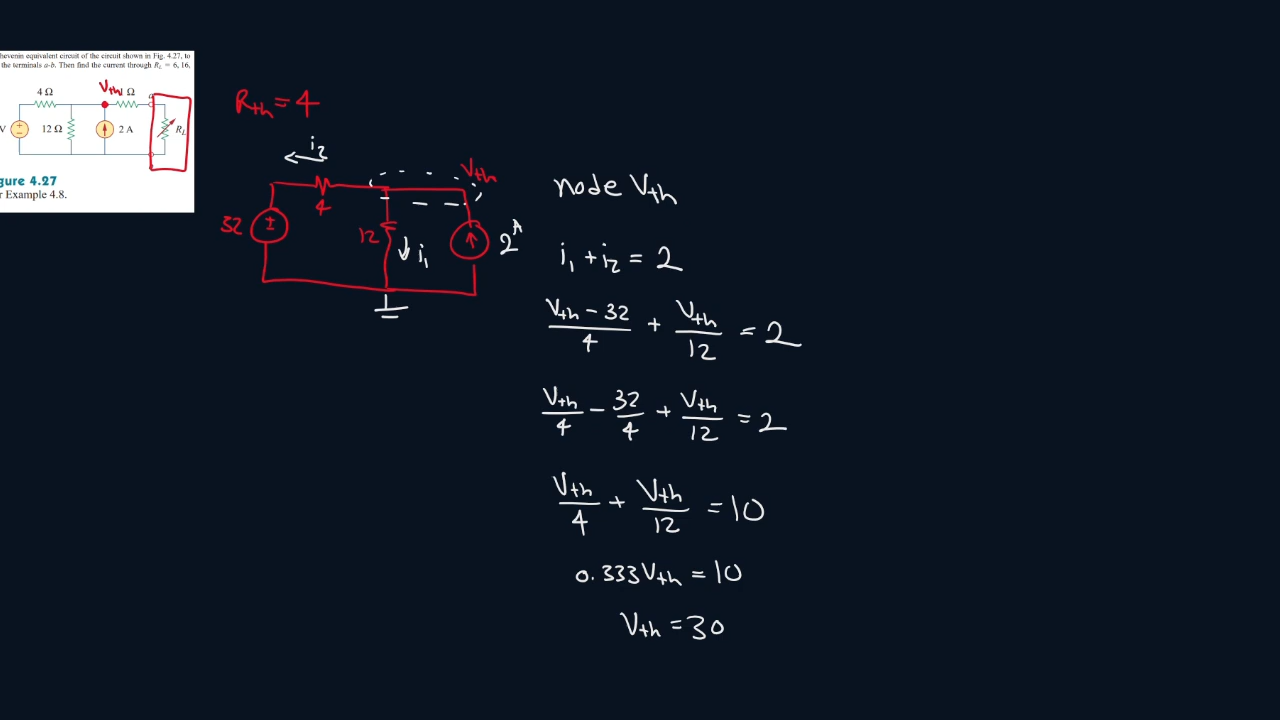 hevenin equivalent circuit of the circuit shown in Fig. 4.27, to
the terminals a-b. Then find the current through R_L = 6, 16,
4 Ω
Vth
1 Ω
a
V
12 Ω
2 A
R_L
gure 4.27
r Example 4.8.
Rth = 4
i2
Vth
4
32
12
i1
2A
node Vth
i1 + i2 = 2
(Vth - 32)/4 + Vth/12 = 2
Vth/4 - 32/4 + Vth/12 = 2
Vth/4 + Vth/12 = 10
0.333Vth = 10
Vth = 30